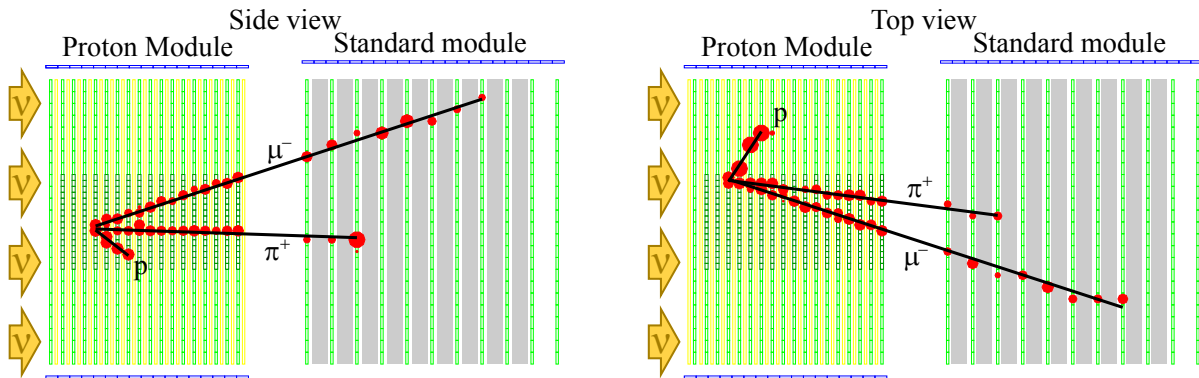 Side view
Proton Module
Standard module
ν
ν
ν
ν
μ⁻
π⁺
p
Top view
Proton Module
Standard module
ν
ν
ν
ν
p
π⁺
μ⁻